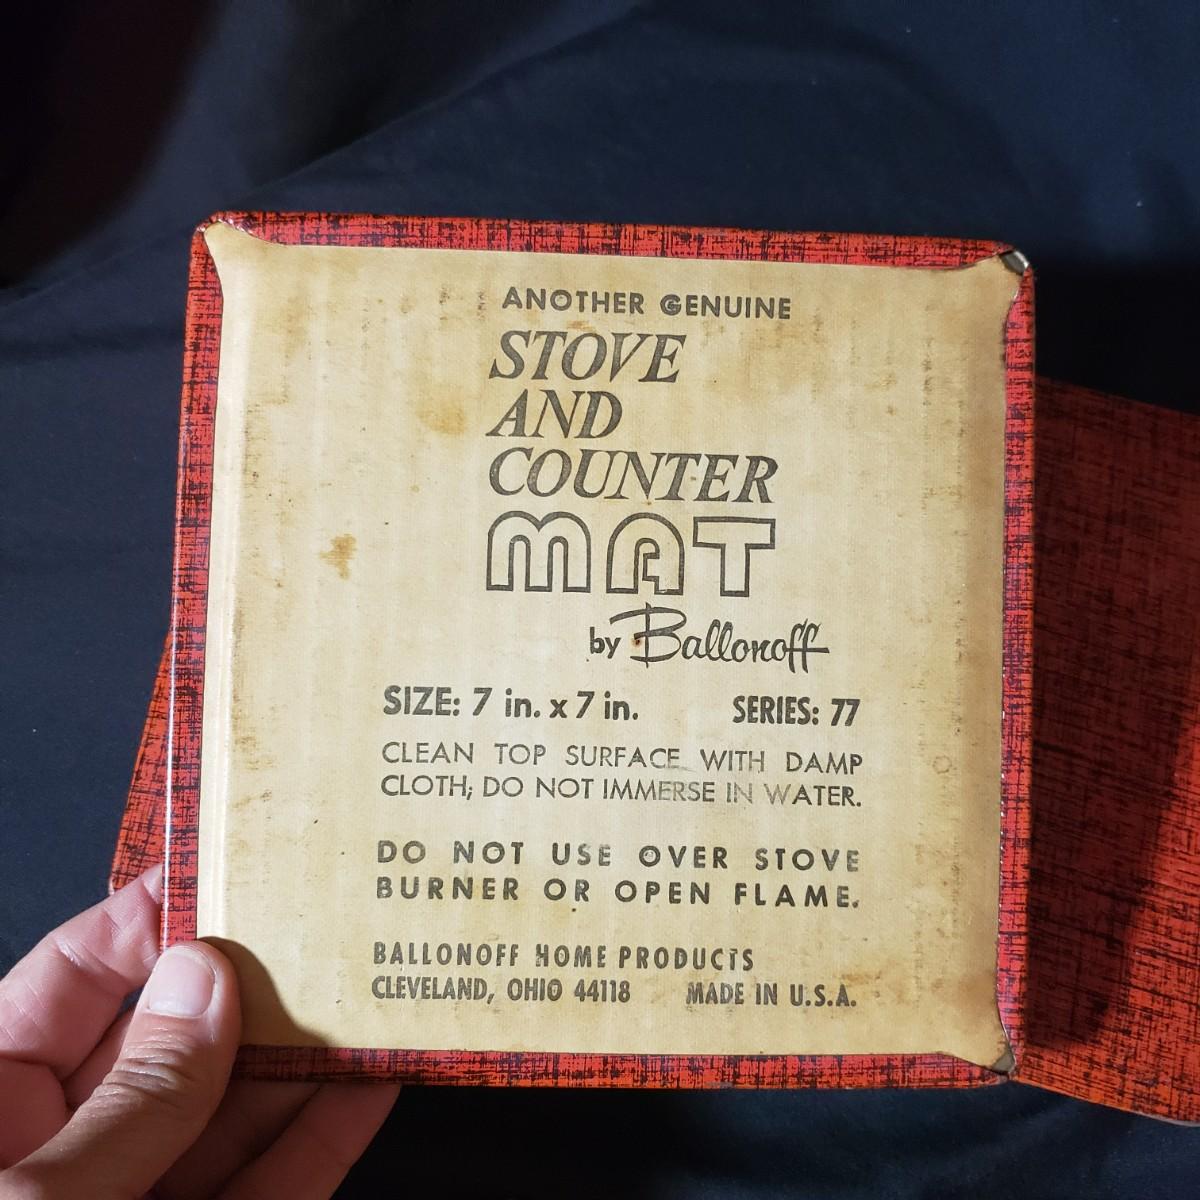 ANOTHER GENUINE
STOVE
AND
COUNTER
MAT
by Ballonoff
SIZE: 7 in. x 7 in. SERIES: 77
CLEAN TOP SURFACE WITH DAMP
CLOTH; DO NOT IMMERSE IN WATER.
DO NOT USE OVER STOVE
BURNER OR OPEN FLAME.
BALLONOFF HOME PRODUCTS
CLEVELAND, OHIO 44118 MADE IN U.S.A.